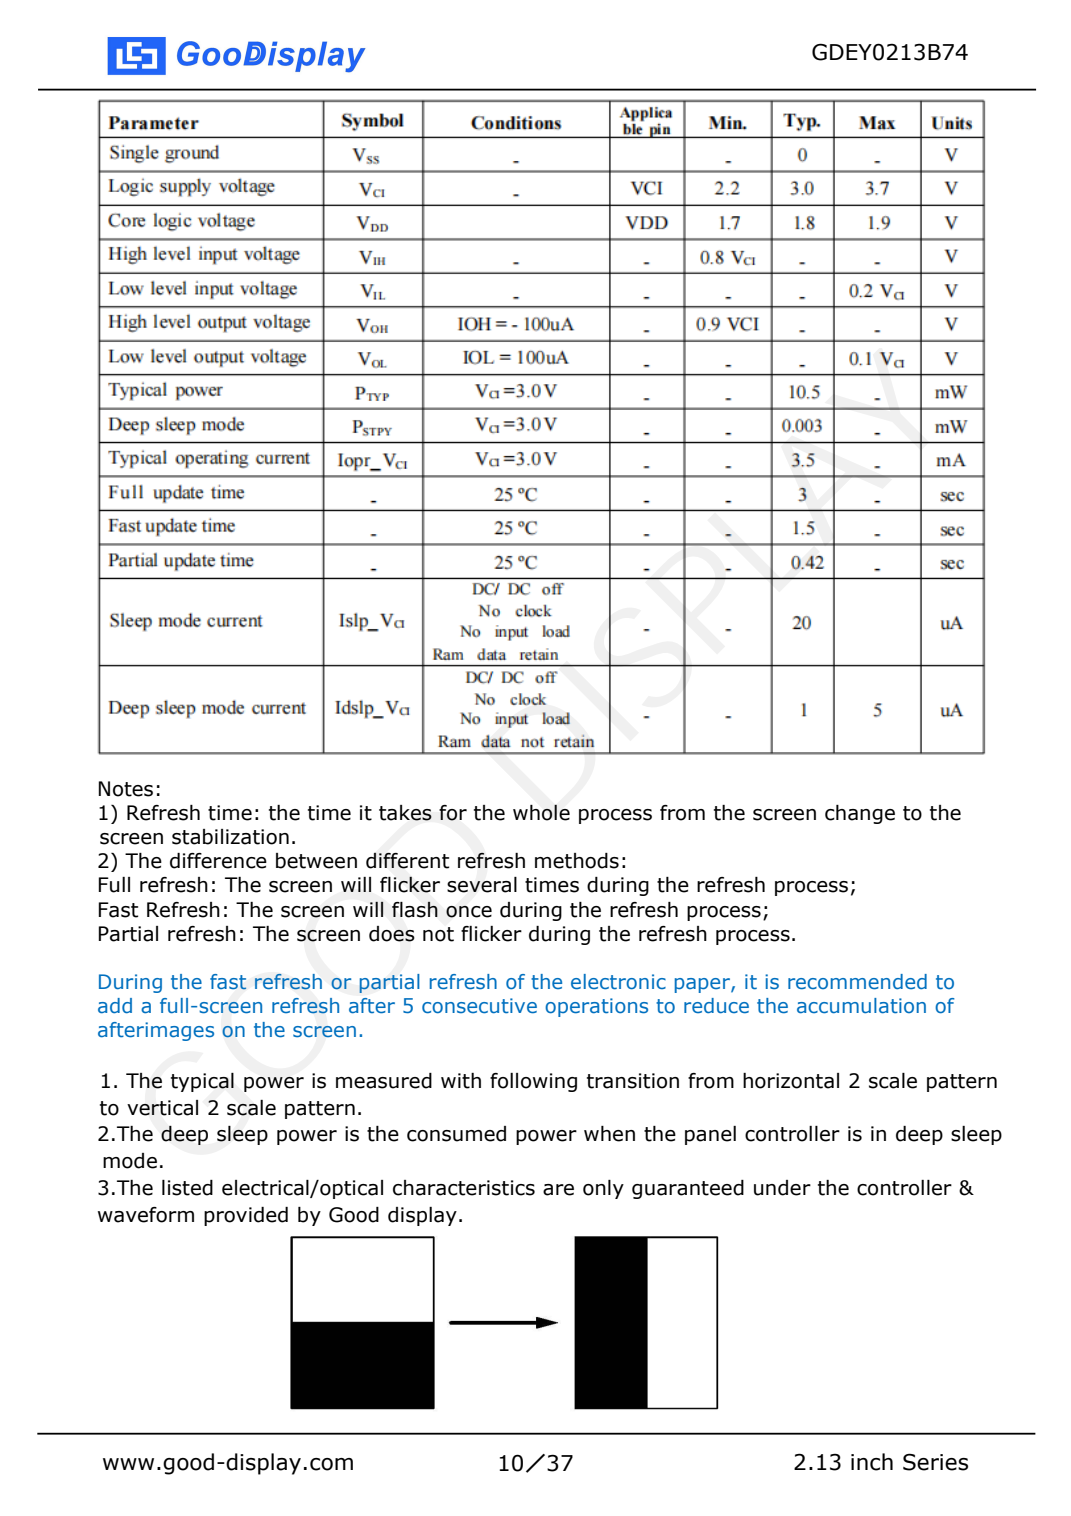 GooDisplay
GDEY0213B74
Parameter Symbol Conditions Applica ble pin Min. Typ. Max Units
Single ground VSS - - 0 - V
Logic supply voltage VCI - VCI 2.2 3.0 3.7 V
Core logic voltage VDD VDD 1.7 1.8 1.9 V
High level input voltage VIH - - 0.8 VCI - - V
Low level input voltage VIL - - - - 0.2 VCI V
High level output voltage VOH IOH = - 100uA - 0.9 VCI - - V
Low level output voltage VOL IOL = 100uA - - - 0.1 VCI V
Typical power PTYP VCI =3.0V - - 10.5 - mW
Deep sleep mode PSTPY VCI =3.0V - - 0.003 - mW
Typical operating current Iopr_VCI VCI =3.0V - - 3.5 - mA
Full update time - 25 ºC - - 3 - sec
Fast update time - 25 ºC - - 1.5 - sec
Partial update time - 25 ºC - - 0.42 - sec
Sleep mode current Islp_VCI DC/ DC off No clock No input load Ram data retain - - 20 uA
Deep sleep mode current Idslp_VCI DC/ DC off No clock No input load Ram data not retain - - 1 5 uA
Notes:
1) Refresh time: the time it takes for the whole process from the screen change to the
screen stabilization.
2) The difference between different refresh methods:
Full refresh: The screen will flicker several times during the refresh process;
Fast Refresh: The screen will flash once during the refresh process;
Partial refresh: The screen does not flicker during the refresh process.
During the fast refresh or partial refresh of the electronic paper, it is recommended to
add a full-screen refresh after 5 consecutive operations to reduce the accumulation of
afterimages on the screen.
1. The typical power is measured with following transition from horizontal 2 scale pattern
to vertical 2 scale pattern.
2.The deep sleep power is the consumed power when the panel controller is in deep sleep
mode.
3.The listed electrical/optical characteristics are only guaranteed under the controller &
waveform provided by Good display.
GOOD DISPLAY
www.good-display.com
10/37
2.13 inch Series